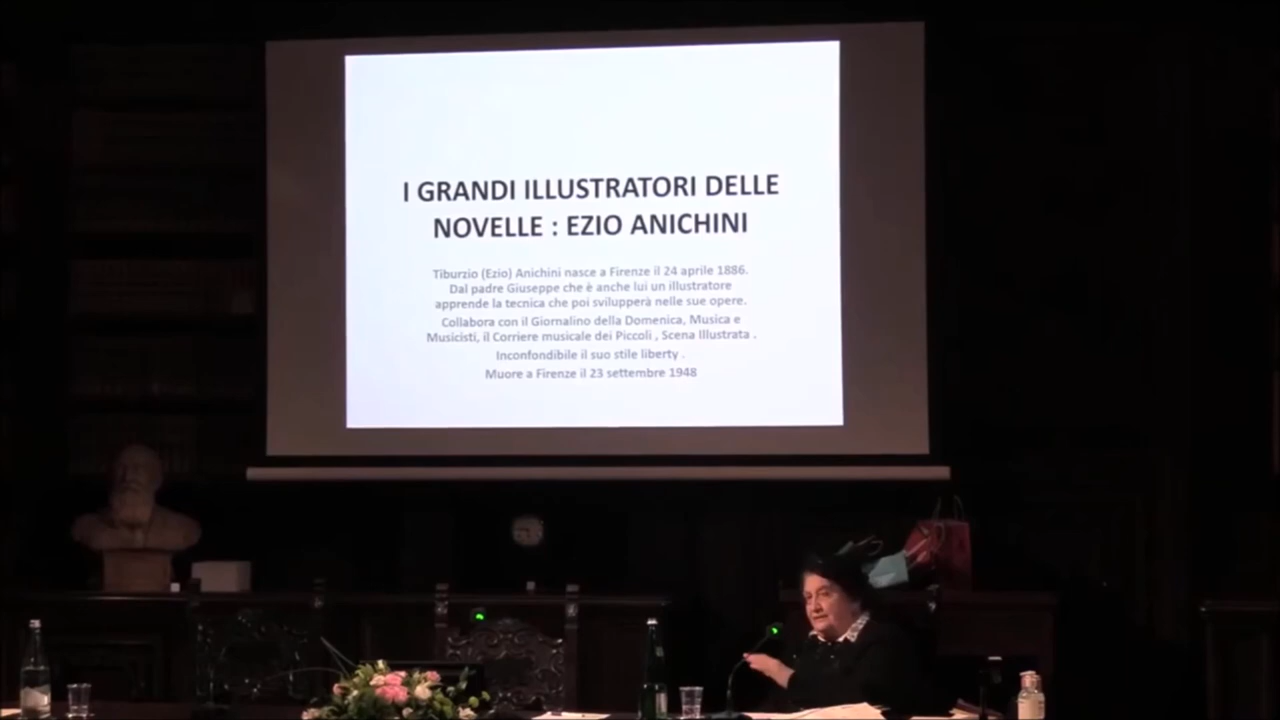 I GRANDI ILLUSTRATORI DELLE
NOVELLE : EZIO ANICHINI
Tiburzio (Ezio) Anichini nasce a Firenze il 24 aprile 1886.
Dal padre Giuseppe che è anche lui un illustratore
apprende la tecnica che poi svilupperà nelle sue opere.
Collabora con il Giornalino della Domenica, Musica e
Musicisti, il Corriere musicale dei Piccoli , Scena Illustrata .
Inconfondibile il suo stile liberty .
Muore a Firenze il 23 settembre 1948